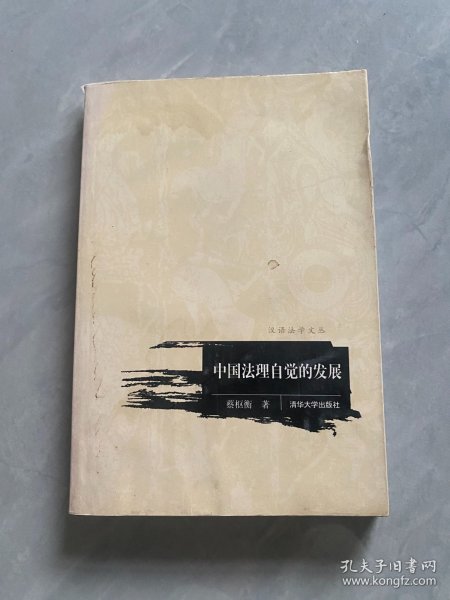 汉语法学文丛
中国法理自觉的发展
蔡枢衡 著 清华大学出版社
孔夫子旧书网
www.kongfz.com